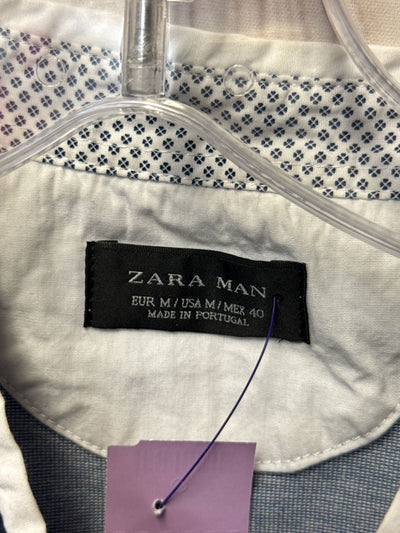 ZARA MAN
EUR M / USA M / MEX 40
MADE IN PORTUGAL